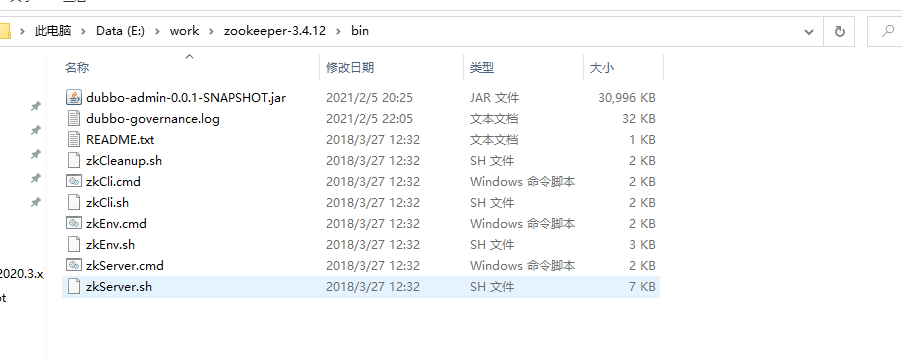 此电脑 > Data (E:) > work > zookeeper-3.4.12 > bin
名称 修改日期 类型 大小
dubbo-admin-0.0.1-SNAPSHOT.jar 2021/2/5 20:25 JAR 文件 30,996 KB
dubbo-governance.log 2021/2/5 22:05 文本文档 32 KB
README.txt 2018/3/27 12:32 文本文档 1 KB
zkCleanup.sh 2018/3/27 12:32 SH 文件 2 KB
zkCli.cmd 2018/3/27 12:32 Windows 命令脚本 2 KB
zkCli.sh 2018/3/27 12:32 SH 文件 2 KB
zkEnv.cmd 2018/3/27 12:32 Windows 命令脚本 2 KB
zkEnv.sh 2018/3/27 12:32 SH 文件 3 KB
zkServer.cmd 2018/3/27 12:32 Windows 命令脚本 2 KB
2020.3.x
zkServer.sh 2018/3/27 12:32 SH 文件 7 KB
ot